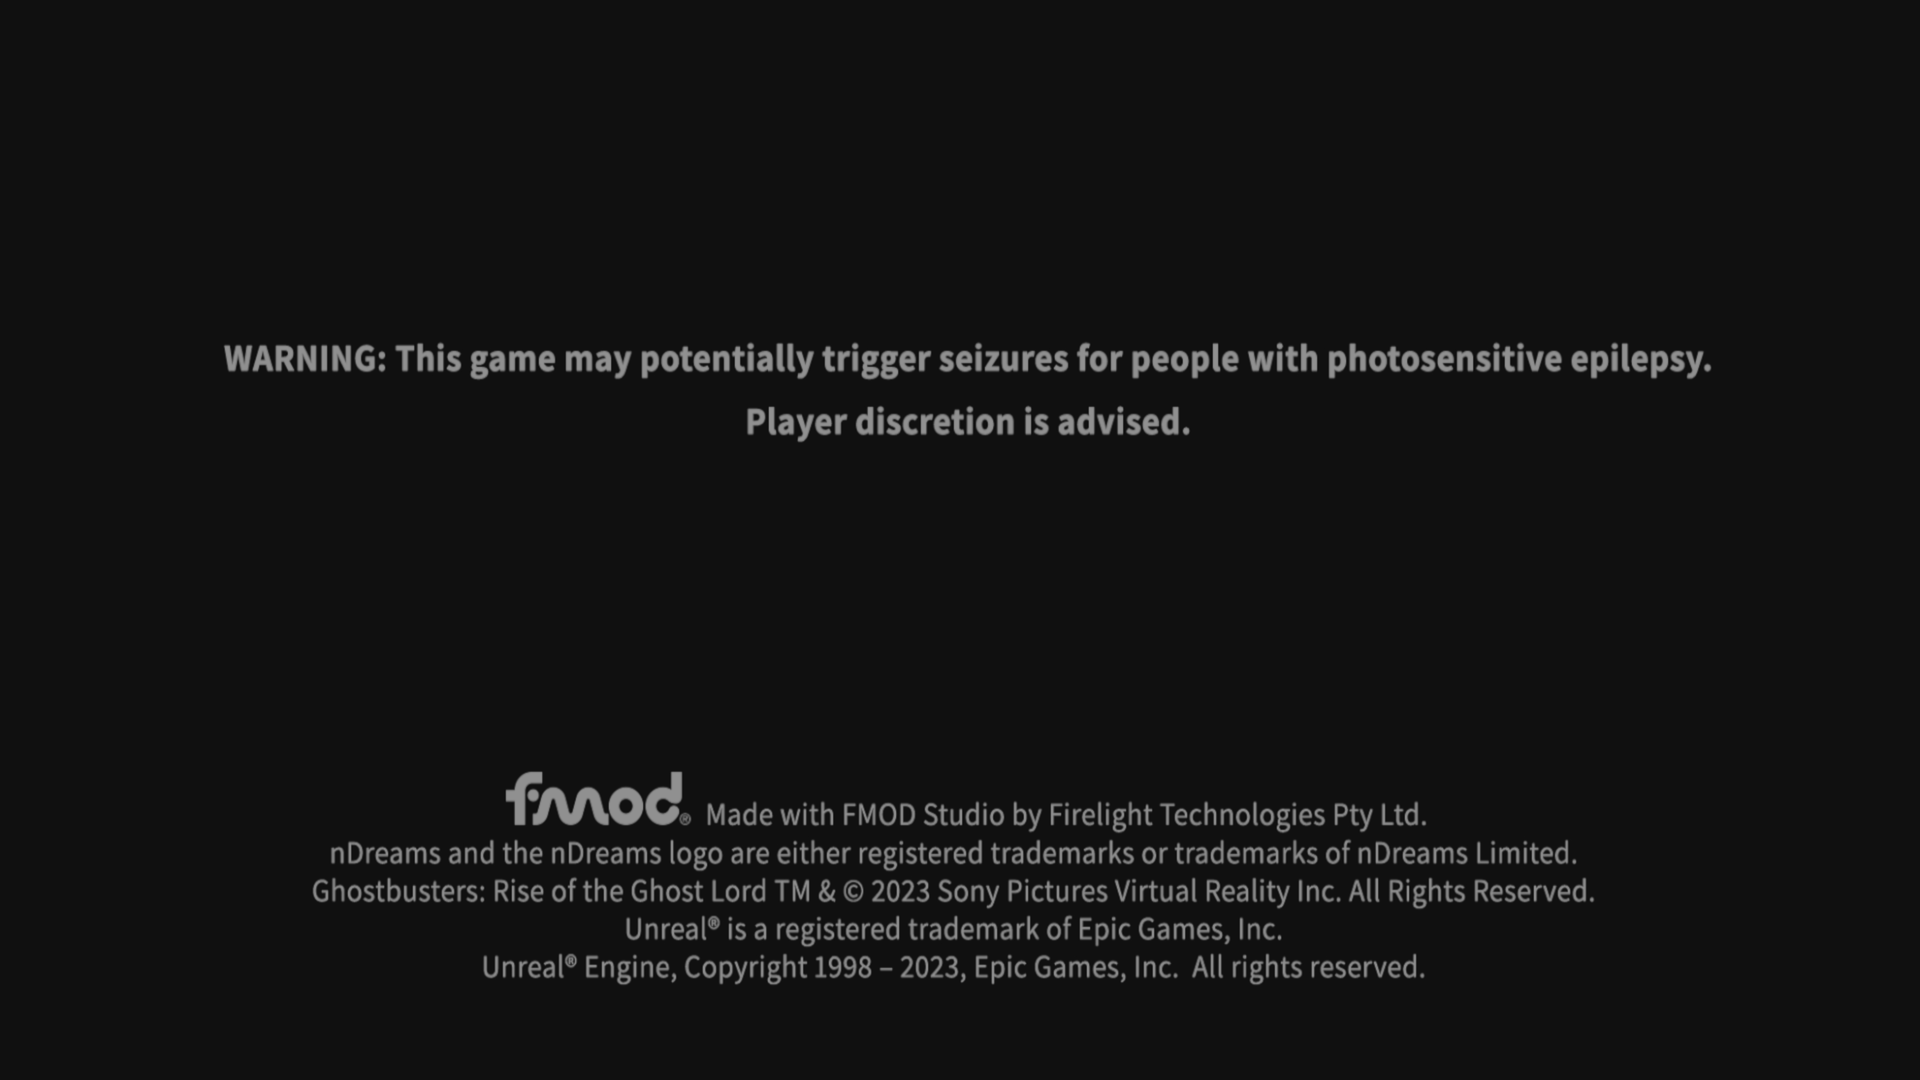 WARNING: This game may potentially trigger seizures for people with photosensitive epilepsy.
Player discretion is advised.
fmod® Made with FMOD Studio by Firelight Technologies Pty Ltd.
nDreams and the nDreams logo are either registered trademarks or trademarks of nDreams Limited.
Ghostbusters: Rise of the Ghost Lord TM & © 2023 Sony Pictures Virtual Reality Inc. All Rights Reserved.
Unreal® is a registered trademark of Epic Games, Inc.
Unreal® Engine, Copyright 1998 – 2023, Epic Games, Inc.  All rights reserved.